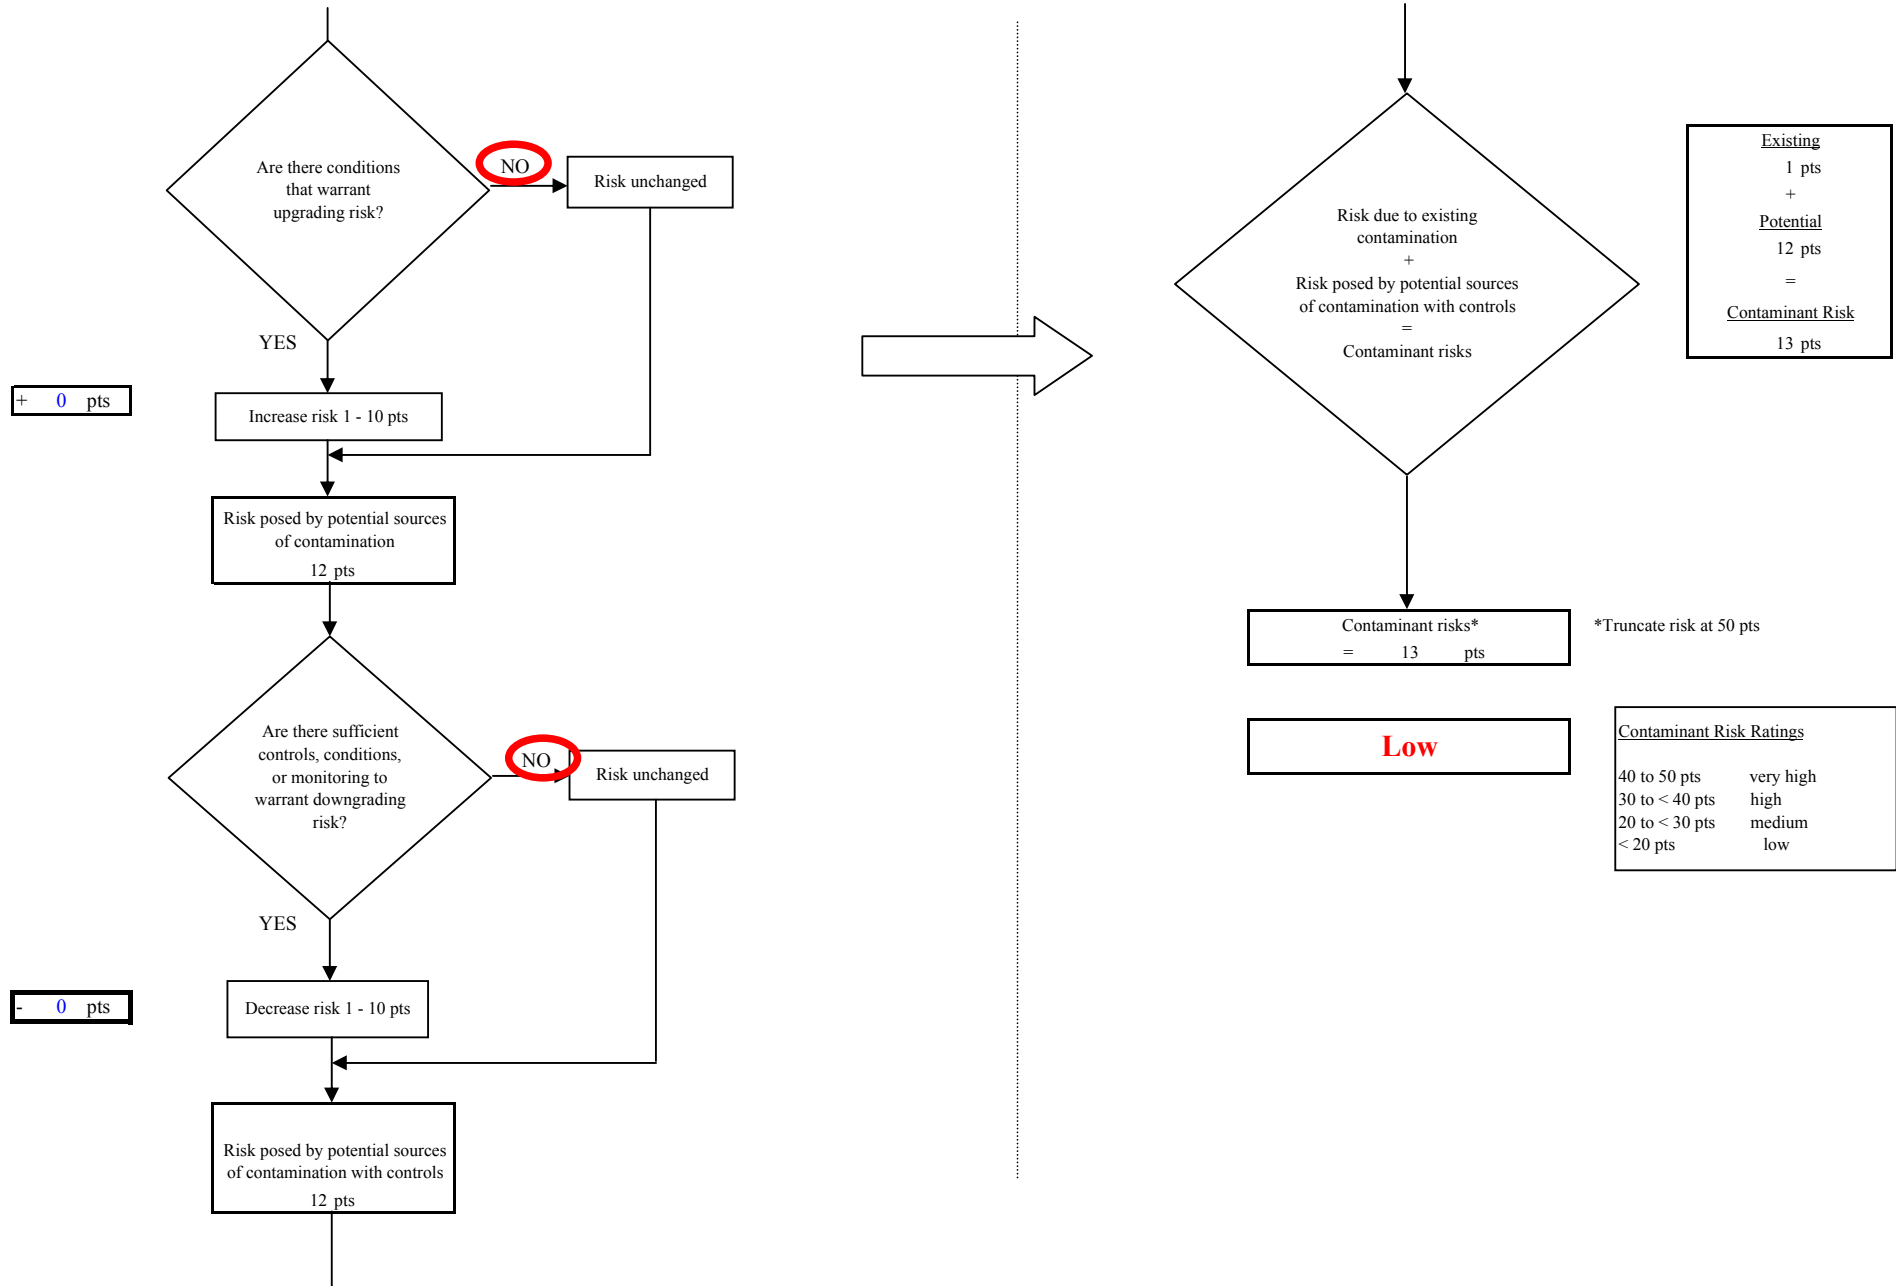 Are there conditions
that warrant
upgrading risk?
NO
Risk unchanged
YES
+ 0 pts
Increase risk 1 - 10 pts
Risk posed by potential sources
of contamination
12 pts
Are there sufficient
controls, conditions,
or monitoring to
warrant downgrading
risk?
NO
Risk unchanged
YES
- 0 pts
Decrease risk 1 - 10 pts
Risk posed by potential sources
of contamination with controls
12 pts
Risk due to existing
contamination
+
Risk posed by potential sources
of contamination with controls
=
Contaminant risks
Existing
1 pts
+
Potential
12 pts
=
Contaminant Risk
13 pts
Contaminant risks*
= 13 pts
*Truncate risk at 50 pts
Low
Contaminant Risk Ratings
40 to 50 pts very high
30 to < 40 pts high
20 to < 30 pts medium
< 20 pts low